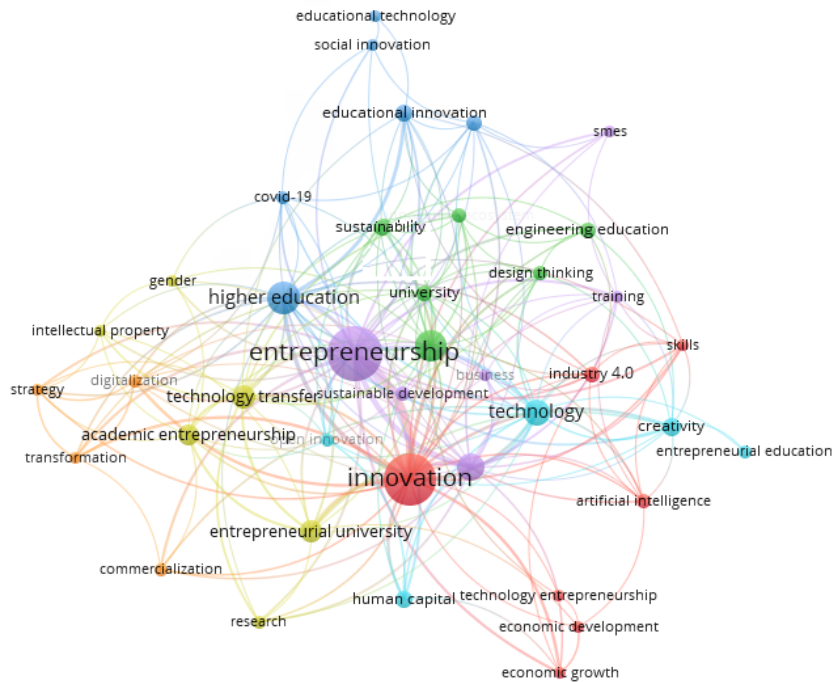 educational technology
social innovation
educational innovation
smes
covid-19
sustainability
engineering education
design thinking
gender
university
higher education
training
intellectual property
skills
entrepreneurship
business
industry 4.0
digitalization
strategy
technology transfer
sustainable development
technology
creativity
academic entrepreneurship
open innovation
entrepreneurial education
transformation
innovation
artificial intelligence
entrepreneurial university
commercialization
human capital
technology entrepreneurship
research
economic development
economic growth